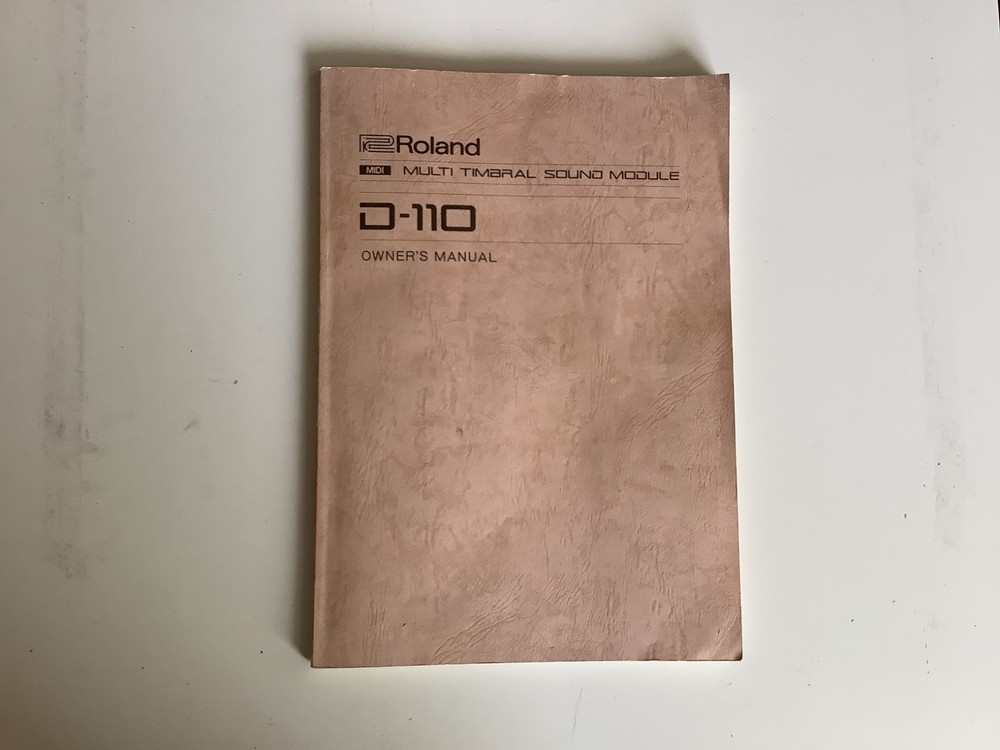 Roland
MIDI MULTI TIMBRAL SOUND MODULE
D-110
OWNER'S MANUAL